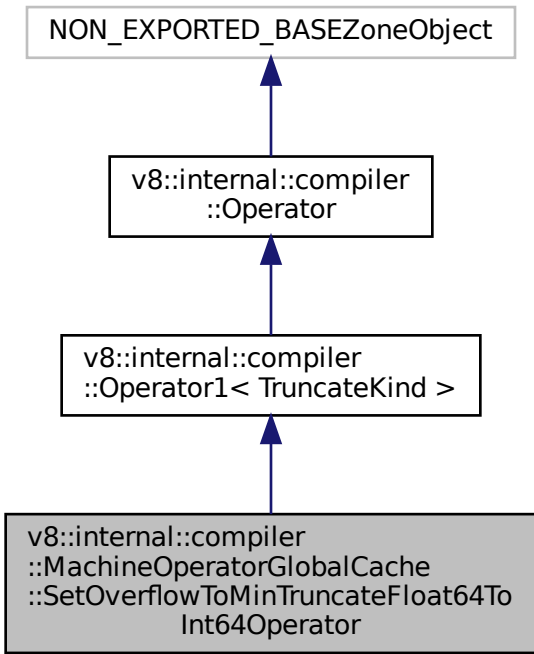 NON_EXPORTED_BASEZoneObject
v8::internal::compiler
::Operator
v8::internal::compiler
::Operator1< TruncateKind >
v8::internal::compiler
::MachineOperatorGlobalCache
::SetOverflowToMinTruncateFloat64To
Int64Operator